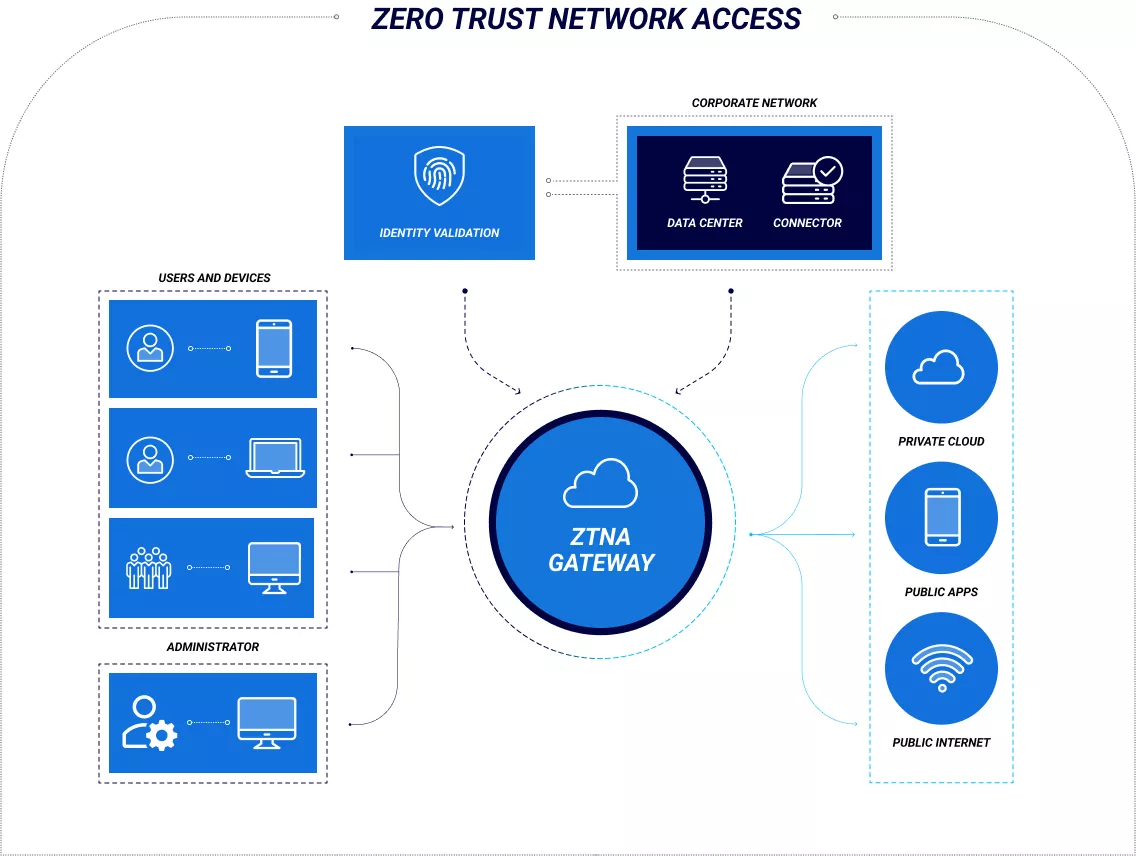 ZERO TRUST NETWORK ACCESS
CORPORATE NETWORK
IDENTITY VALIDATION
DATA CENTER
CONNECTOR
USERS AND DEVICES
ZTNA
GATEWAY
PRIVATE CLOUD
PUBLIC APPS
ADMINISTRATOR
PUBLIC INTERNET